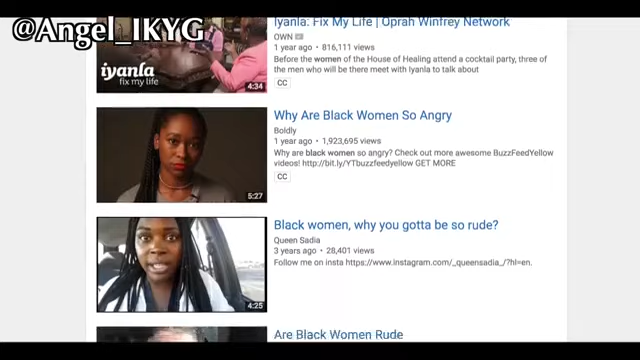 @Angel_IKYG
Iyanla: Fix My Life | Oprah Winfrey Network
OWN
1 year ago • 816,111 views
Before the women of the House of Healing attend a cocktail party, three of
the men who will be there meet with Iyanla to talk about
CC
iyanla
fix my life
4:34
Why Are Black Women So Angry
Boldly
1 year ago • 1,923,695 views
Why are black women so angry? Check out more awesome BuzzFeedYellow
videos! http://bit.ly/YTbuzzfeedyellow GET MORE
CC
5:27
Black women, why you gotta be so rude?
Queen Sadia
3 years ago • 28,401 views
Follow me on insta https://www.instagram.com/_queensadia_/?hl=en.
4:25
Are Black Women Rude